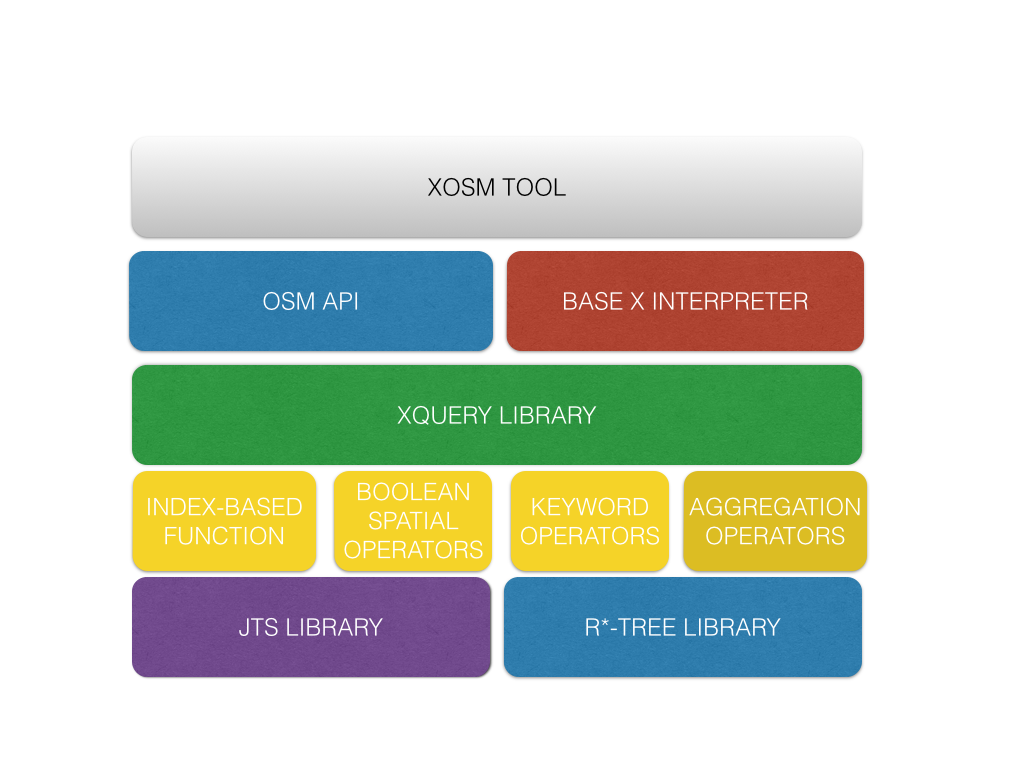 XOSM TOOL
OSM API
BASE X INTERPRETER
XQUERY LIBRARY
INDEX-BASED
FUNCTION
BOOLEAN
SPATIAL
OPERATORS
KEYWORD
OPERATORS
AGGREGATION
OPERATORS
JTS LIBRARY
R*-TREE LIBRARY